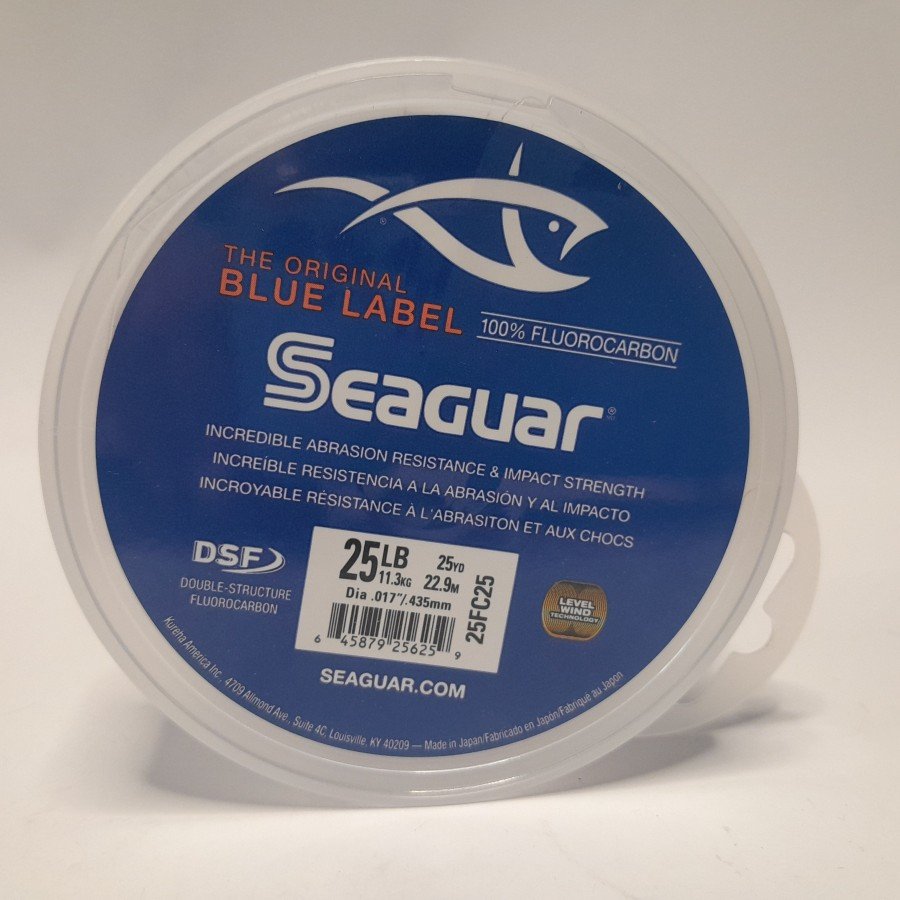 THE ORIGINAL
BLUE LABEL
100% FLUOROCARBON
SEAGUAR®
INCREDIBLE ABRASION RESISTANCE & IMPACT STRENGTH
INCREÍBLE RESISTENCIA A LA ABRASIÓN Y AL IMPACTO
INCROYABLE RÉSISTANCE À L'ABRASITON ET AUX CHOCS
DSF
DOUBLE-STRUCTURE
FLUOROCARBON
25LB 25YD
11.3KG 22.9M
Dia .017"/.435mm
25FC25
6 45879 25625 9
LEVEL
WIND
TECHNOLOGY
SEAGUAR.COM
Kureha America Inc., 4709 Allmond Ave., Suite 4C, Louisville, KY 40209 — Made in Japan/Fabricado en Japón/Fabriqué au Japon